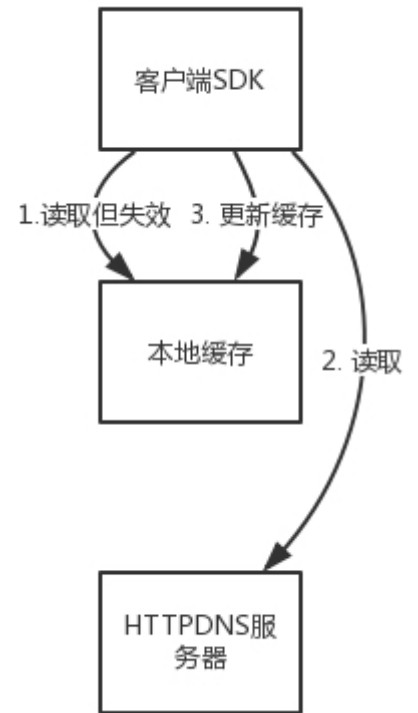 客户端SDK
1.读取但失效
3. 更新缓存
本地缓存
2. 读取
HTTPDNS服
务器